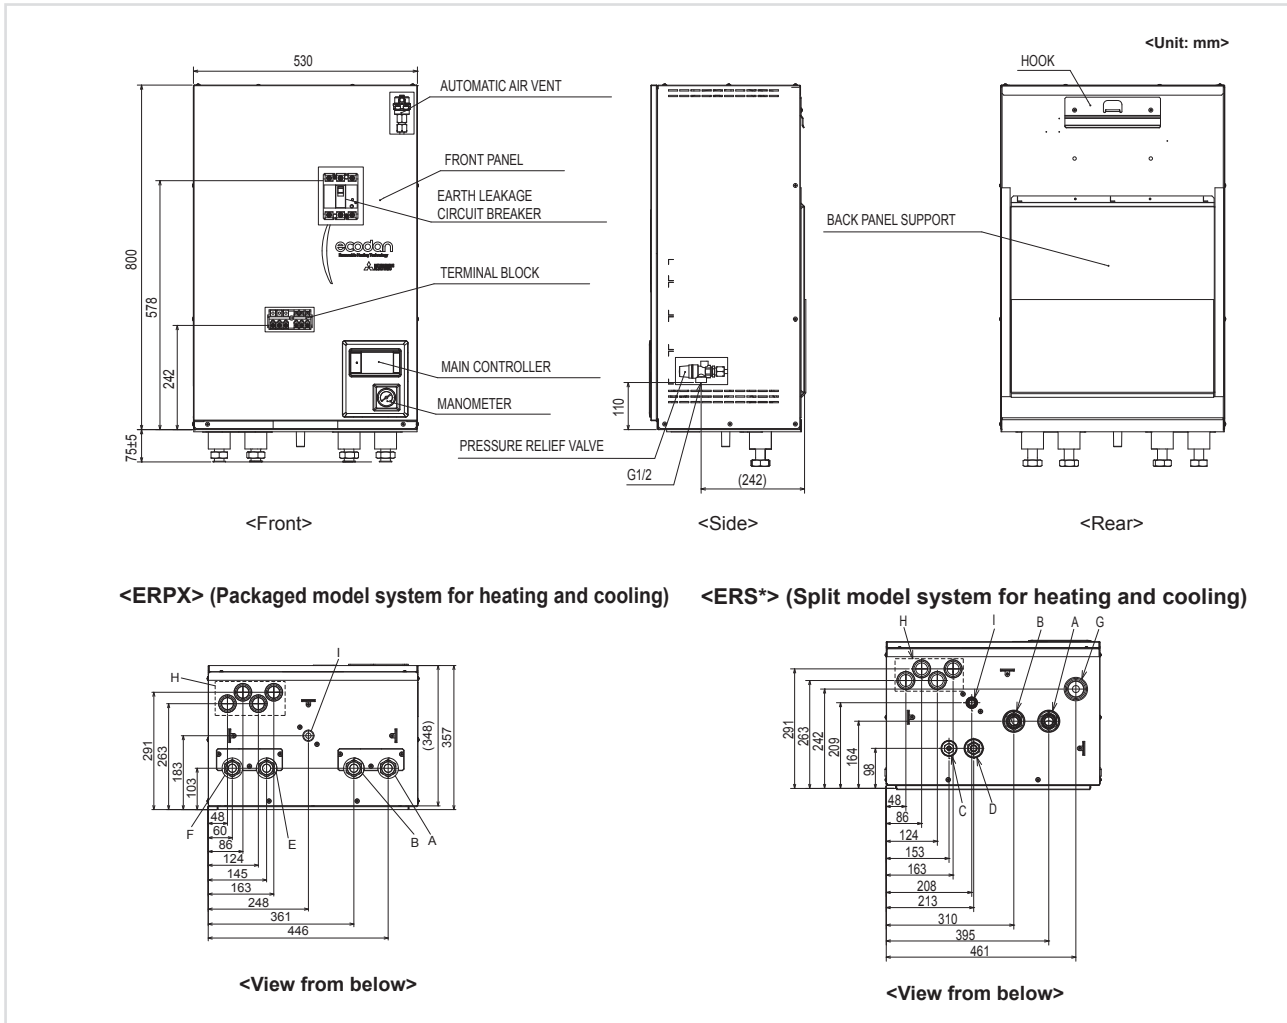 <Unit: mm>
530
AUTOMATIC AIR VENT
FRONT PANEL
EARTH LEAKAGE
CIRCUIT BREAKER
ecodan
Renewable Heating Technology
TERMINAL BLOCK
MAIN CONTROLLER
MANOMETER
800
578
242
75±5
PRESSURE RELIEF VALVE
G1/2
110
(242)
HOOK
BACK PANEL SUPPORT
<Front>
<Side>
<Rear>
<ERPX> (Packaged model system for heating and cooling)
<ERS*> (Split model system for heating and cooling)
H
I
291
263
183
103
(348)
357
F
E
B
A
48
60
86
124
145
163
248
361
446
<View from below>
H
I
B
A
G
291
263
242
209
164
98
C
D
48
86
124
153
163
208
213
310
395
461
<View from below>